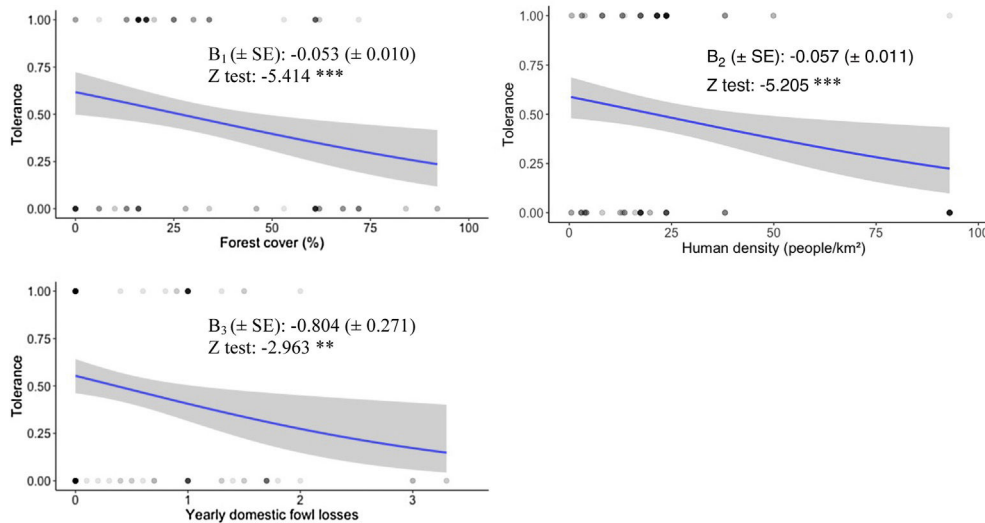 1.00
0.75
0.50
0.25
0.00
Tolerance
B1 (± SE): -0.053 (± 0.010)
Z test: -5.414 ***
0 25 50 75 100
Forest cover (%)
1.00
0.75
0.50
0.25
0.00
Tolerance
B2 (± SE): -0.057 (± 0.011)
Z test: -5.205 ***
0 25 50 75 100
Human density (people/km²)
1.00
0.75
0.50
0.25
0.00
Tolerance
B3 (± SE): -0.804 (± 0.271)
Z test: -2.963 **
0 1 2 3
Yearly domestic fowl losses